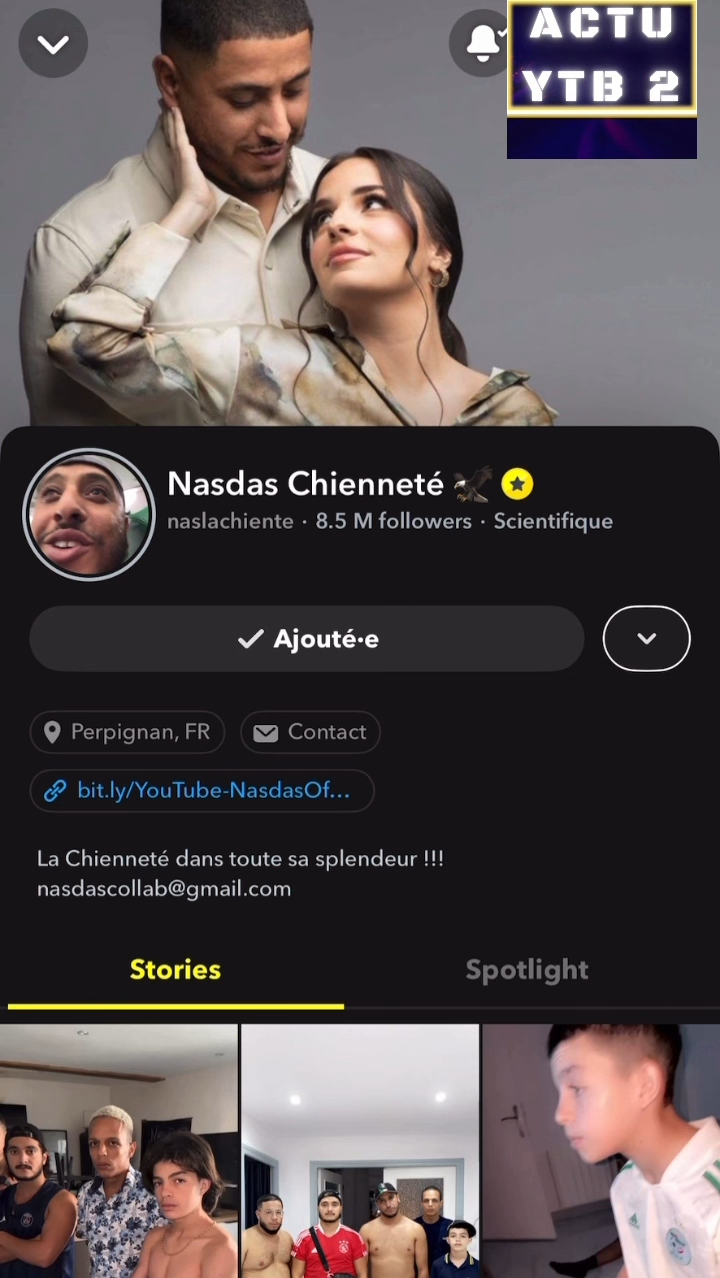 ACTU
YTB 2
Nasdas Chienneté
naslachiente · 8.5 M followers · Scientifique
Ajouté·e
Perpignan, FR
Contact
bit.ly/YouTube-NasdasOf...
La Chienneté dans toute sa splendeur !!!
nasdascollab@gmail.com
Stories
Spotlight